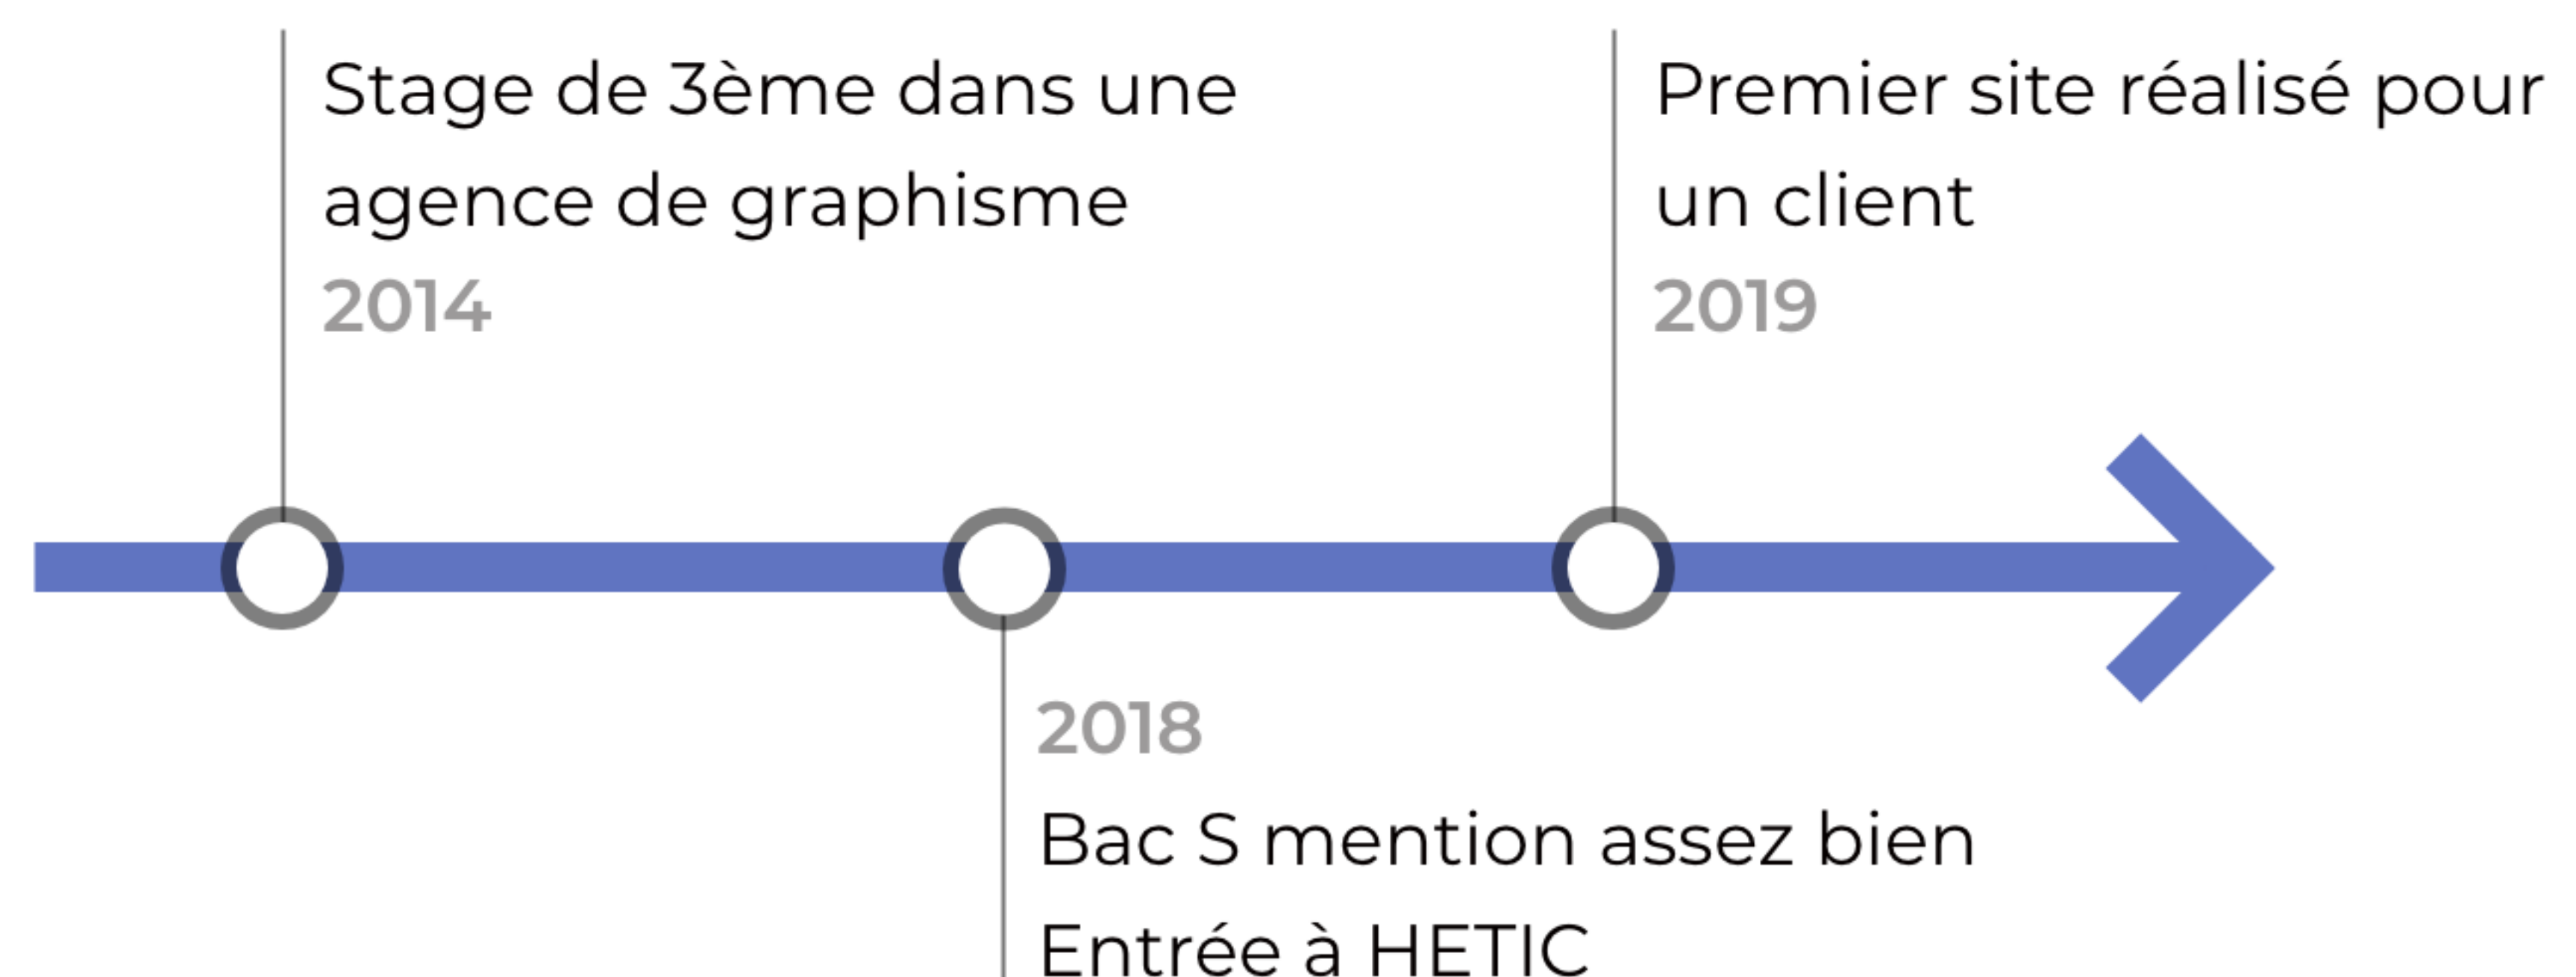 Stage de 3ème dans une
agence de graphisme
2014
2018
Bac S mention assez bien
Entrée à HETIC
Premier site réalisé pour
un client
2019